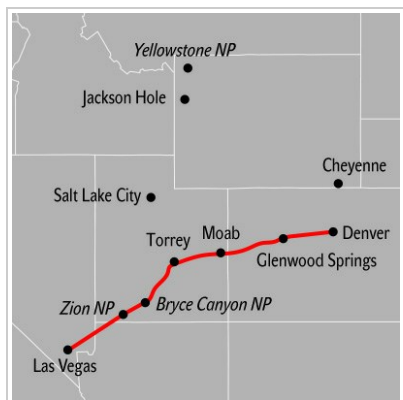 Yellowstone NP
Jackson Hole
Cheyenne
Salt Lake City
Denver
Moab
Torrey
Glenwood Springs
Bryce Canyon NP
Zion NP
Las Vegas